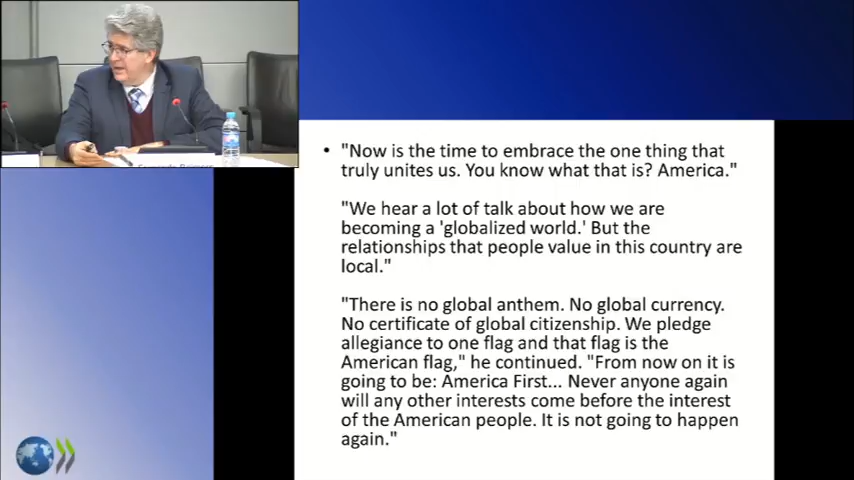 • "Now is the time to embrace the one thing that
truly unites us. You know what that is? America."
"We hear a lot of talk about how we are
becoming a 'globalized world.' But the
relationships that people value in this country are
local."
"There is no global anthem. No global currency.
No certificate of global citizenship. We pledge
allegiance to one flag and that flag is the
American flag," he continued. "From now on it is
going to be: America First... Never anyone again
will any other interests come before the interest
of the American people. It is not going to happen
again."